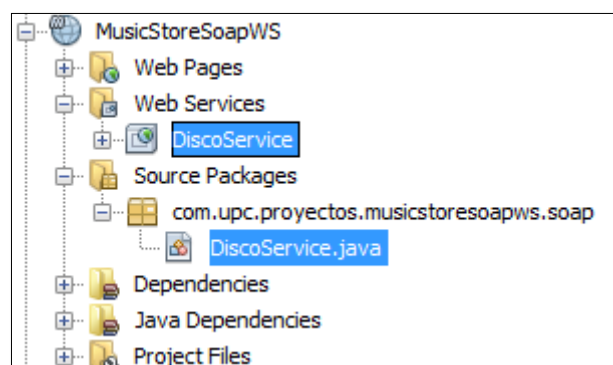 MusicStoreSoapWS
Web Pages
Web Services
DiscoService
Source Packages
com.upc.proyectos.musicstoresoapws.soap
DiscoService.java
Dependencies
Java Dependencies
Project Files